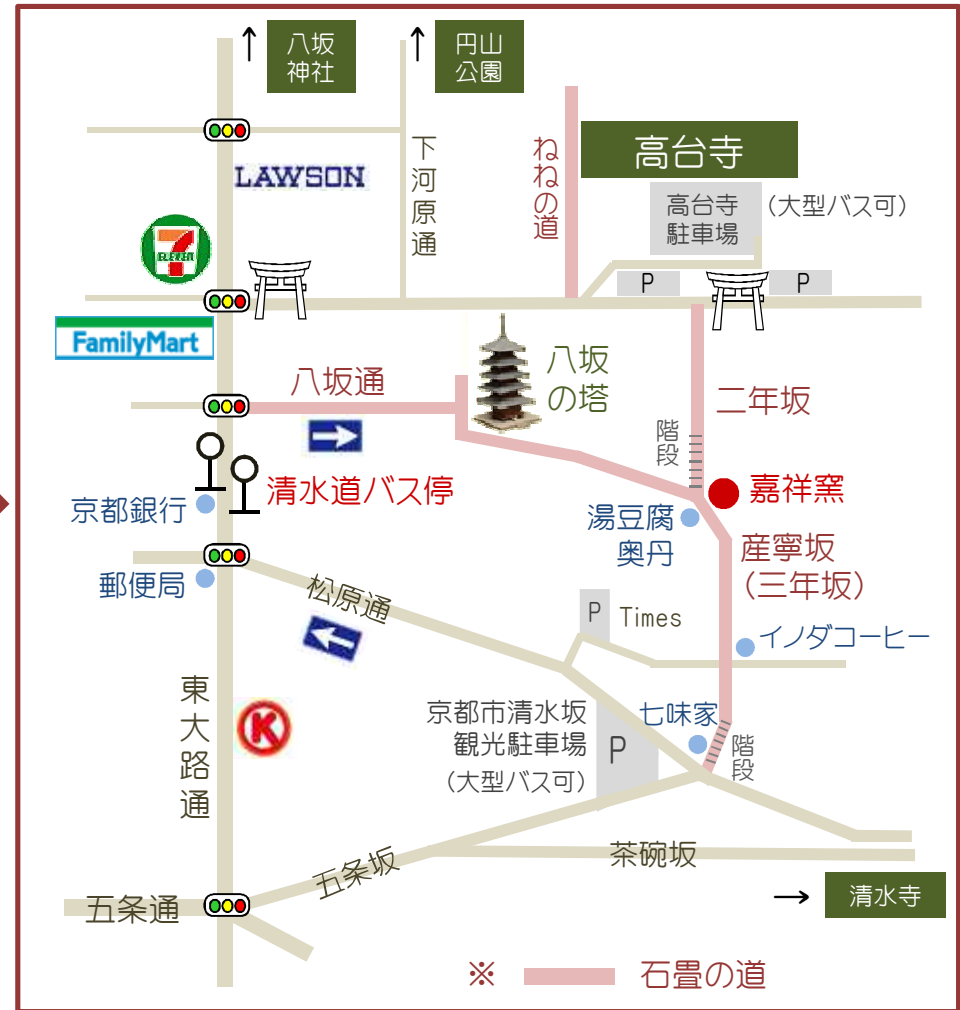 八坂
神社
円山
公園
高台寺
下河原通
ねねの道
LAWSON
高台寺
駐車場
(大型バス可)
7
ELEVEN
P
P
FamilyMart
八坂通
八坂
の塔
二年坂
階段
清水道バス停
嘉祥窯
京都銀行
湯豆腐
奥丹
産寧坂
(三年坂)
郵便局
松原通
P
Times
イノダコーヒー
東大路通
K
京都市清水坂
観光駐車場
(大型バス可)
P
七味家
階段
茶碗坂
五条坂
五条通
清水寺
※ 石畳の道